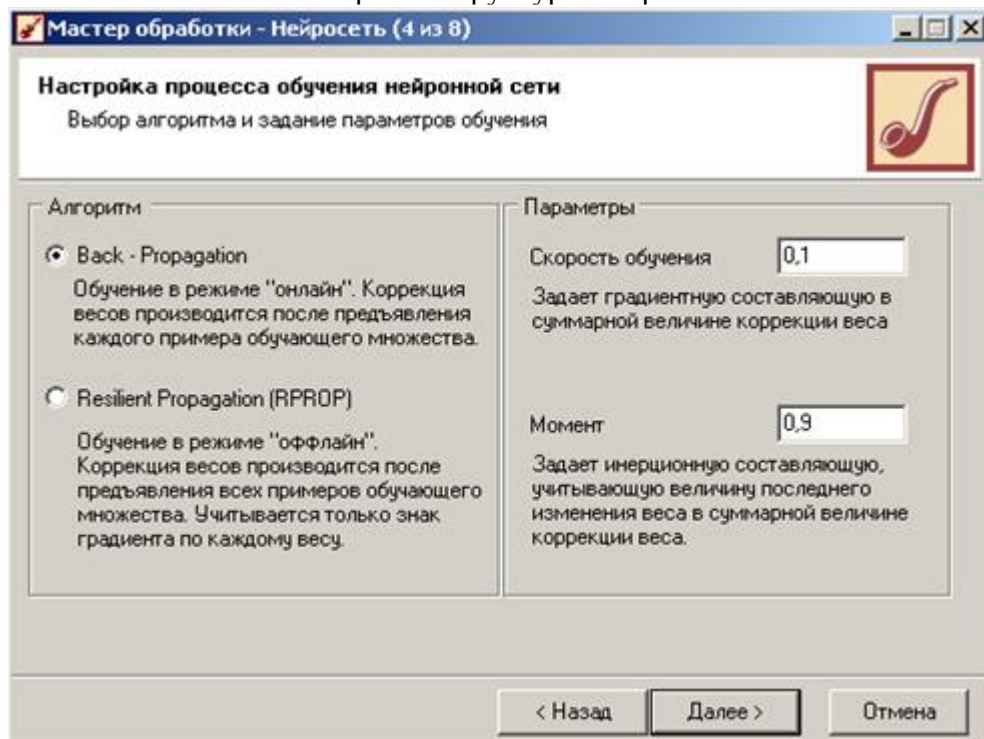 Мастер обработки - Нейросеть (4 из 8)
Настройка процесса обучения нейронной сети
Выбор алгоритма и задание параметров обучения
Алгоритм
Back - Propagation
Обучение в режиме "онлайн". Коррекция
весов производится после предъявления
каждого примера обучающего множества.
Resilient Propagation (RPROP)
Обучение в режиме "оффлайн".
Коррекция весов производится после
предъявления всех примеров обучающего
множества. Учитывается только знак
градиента по каждому весу.
Параметры
Скорость обучения 0,1
Задает градиентную составляющую в
суммарной величине коррекции веса
Момент 0,9
Задает инерционную составляющую,
учитывающую величину последнего
изменения веса в суммарной величине
коррекции веса.
< Назад Далее > Отмена